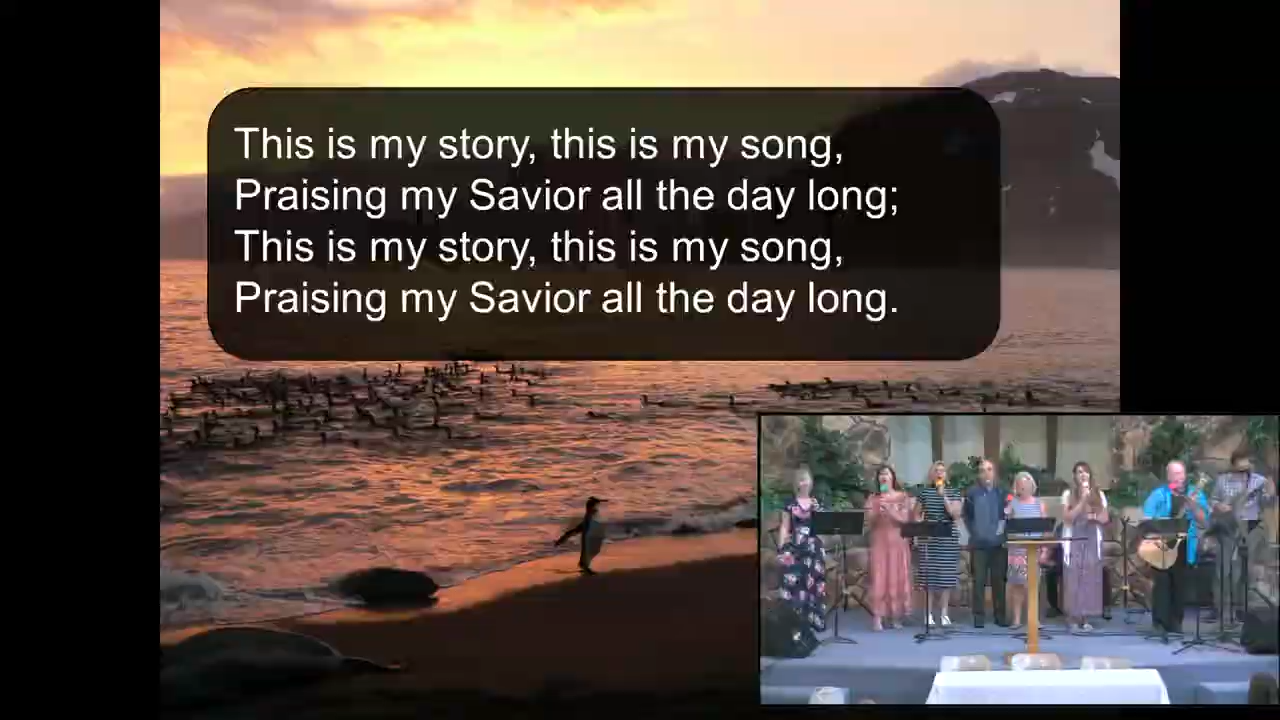 This is my story, this is my song,
Praising my Savior all the day long;
This is my story, this is my song,
Praising my Savior all the day long.